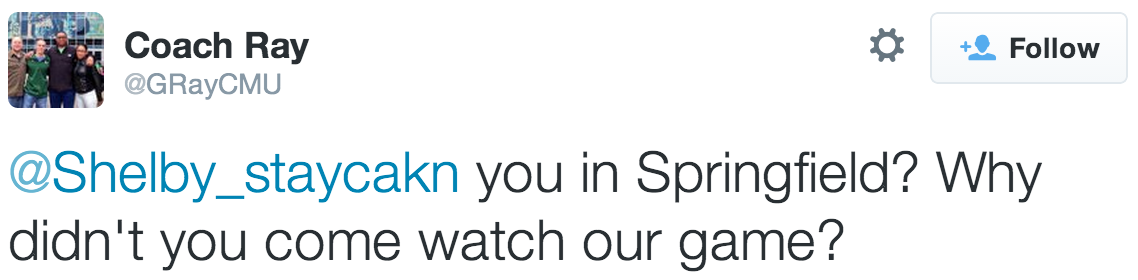 Coach Ray
@GRayCMU
Follow
@Shelby_staycakn you in Springfield? Why
didn't you come watch our game?